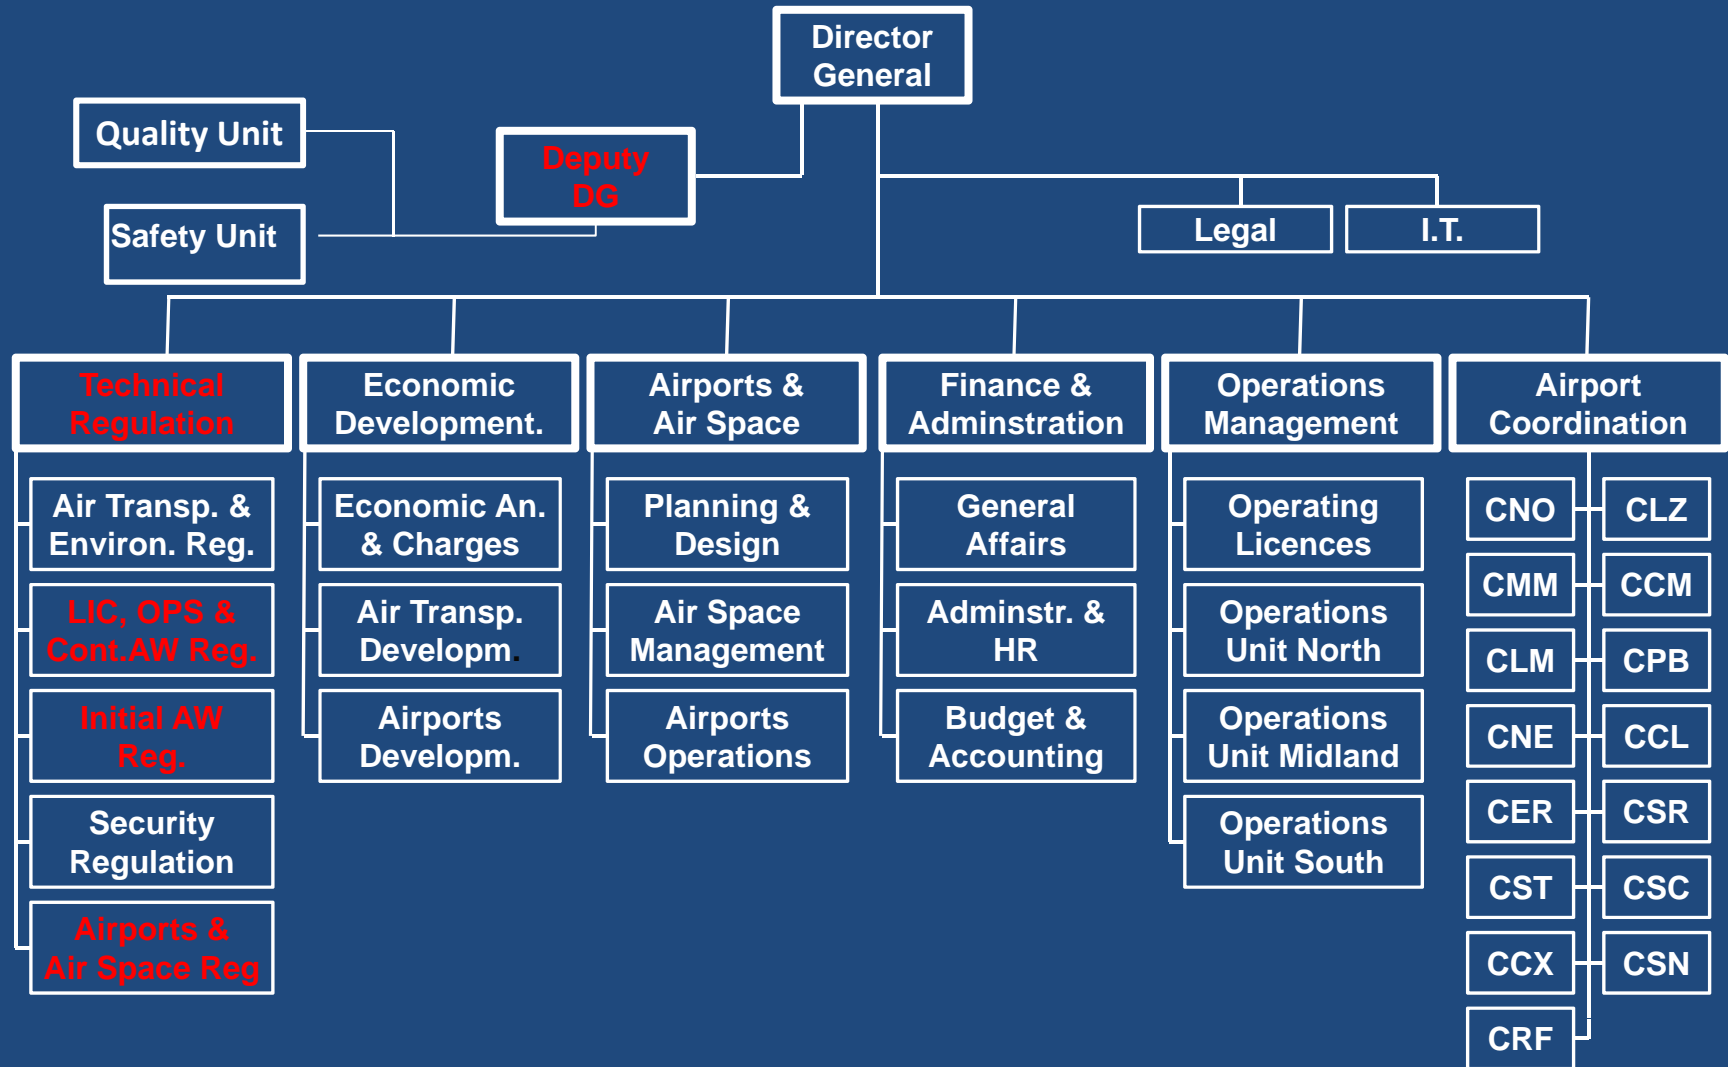 Director
General
Quality Unit
Deputy
DG
Safety Unit
Legal
I.T.
Technical
Regulation
Economic
Development.
Airports &
Air Space
Finance &
Adminstration
Operations
Management
Airport
Coordination
Air Transp. &
Environ. Reg.
LIC, OPS &
Cont.AW Reg.
Initial AW
Reg.
Security
Regulation
Airports &
Air Space Reg
Economic An.
& Charges
Air Transp.
Developm.
Airports
Developm.
Planning &
Design
Air Space
Management
Airports
Operations
General
Affairs
Adminstr. &
HR
Budget &
Accounting
Operating
Licences
Operations
Unit North
Operations
Unit Midland
Operations
Unit South
CNO
CLZ
CMM
CCM
CLM
CPB
CNE
CCL
CER
CSR
CST
CSC
CCX
CSN
CRF